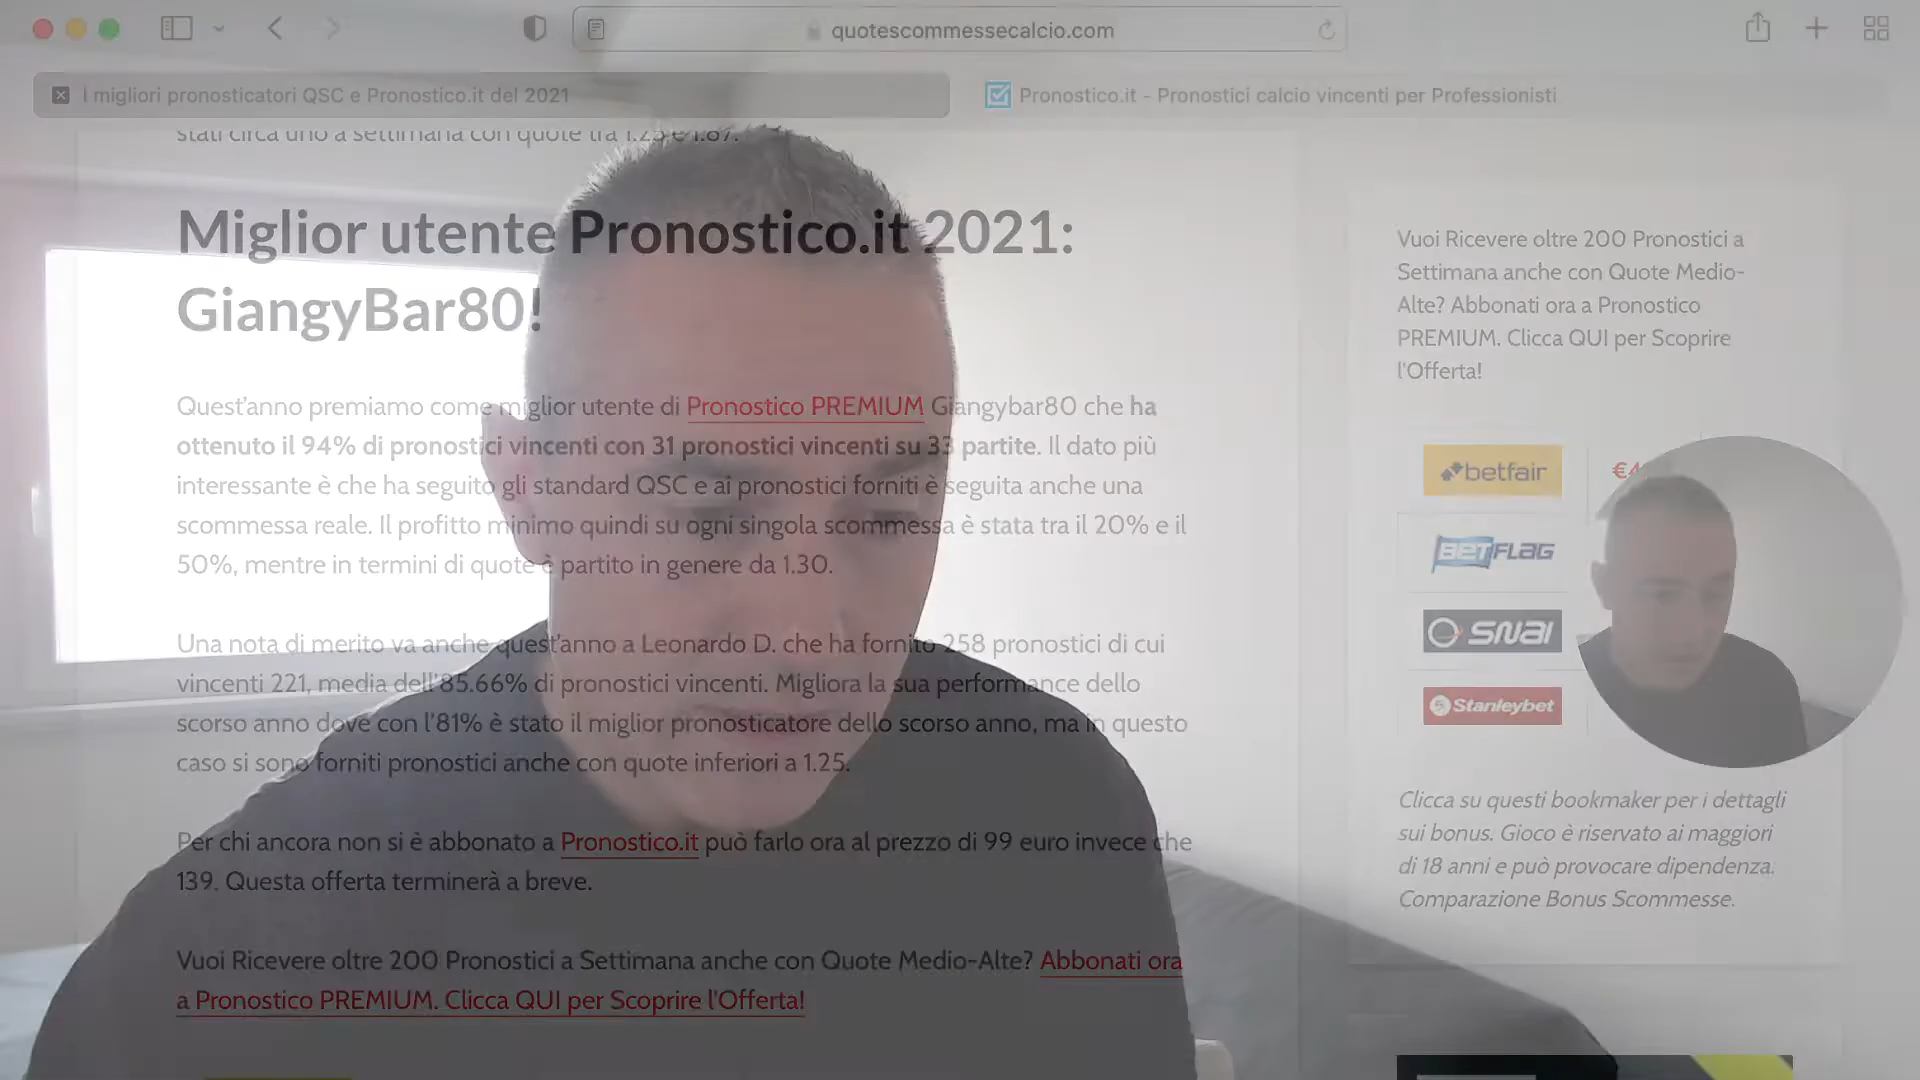 quotescommessecalcio.com
I migliori pronosticatori QSC e Pronostico.it del 2021
Pronostico.it - Pronostici calcio vincenti per Professionisti
stati circa uno a settimana con quote tra 1.25 e 1.87.
Miglior utente Pronostico.it 2021:
GiangyBar80!
Quest'anno premiamo come miglior utente di Pronostico PREMIUM Giangybar80 che ha
ottenuto il 94% di pronostici vincenti con 31 pronostici vincenti su 33 partite. Il dato più
interessante è che ha seguito gli standard QSC e ai pronostici forniti è seguita anche una
scommessa reale. Il profitto minimo quindi su ogni singola scommessa è stata tra il 20% e il
50%, mentre in termini di quote è partito in genere da 1.30.
Una nota di merito va anche quest'anno a Leonardo D. che ha fornito 258 pronostici di cui
vincenti 221, media dell'85.66% di pronostici vincenti. Migliora la sua performance dello
scorso anno dove con l'81% è stato il miglior pronosticatore dello scorso anno, ma in questo
caso si sono forniti pronostici anche con quote inferiori a 1.25.
Per chi ancora non si è abbonato a Pronostico.it può farlo ora al prezzo di 99 euro invece che
139. Questa offerta terminerà a breve.
Vuoi Ricevere oltre 200 Pronostici a Settimana anche con Quote Medio-Alte? Abbonati ora
a Pronostico PREMIUM. Clicca QUI per Scoprire l'Offerta!
Vuoi Ricevere oltre 200 Pronostici a
Settimana anche con Quote Medio-
Alte? Abbonati ora a Pronostico
PREMIUM. Clicca QUI per Scoprire
l'Offerta!
betfair
BETFLAG
SNAI
Stanleybet
Clicca su questi bookmaker per i dettagli
sui bonus. Gioco è riservato ai maggiori
di 18 anni e può provocare dipendenza.
Comparazione Bonus Scommesse.